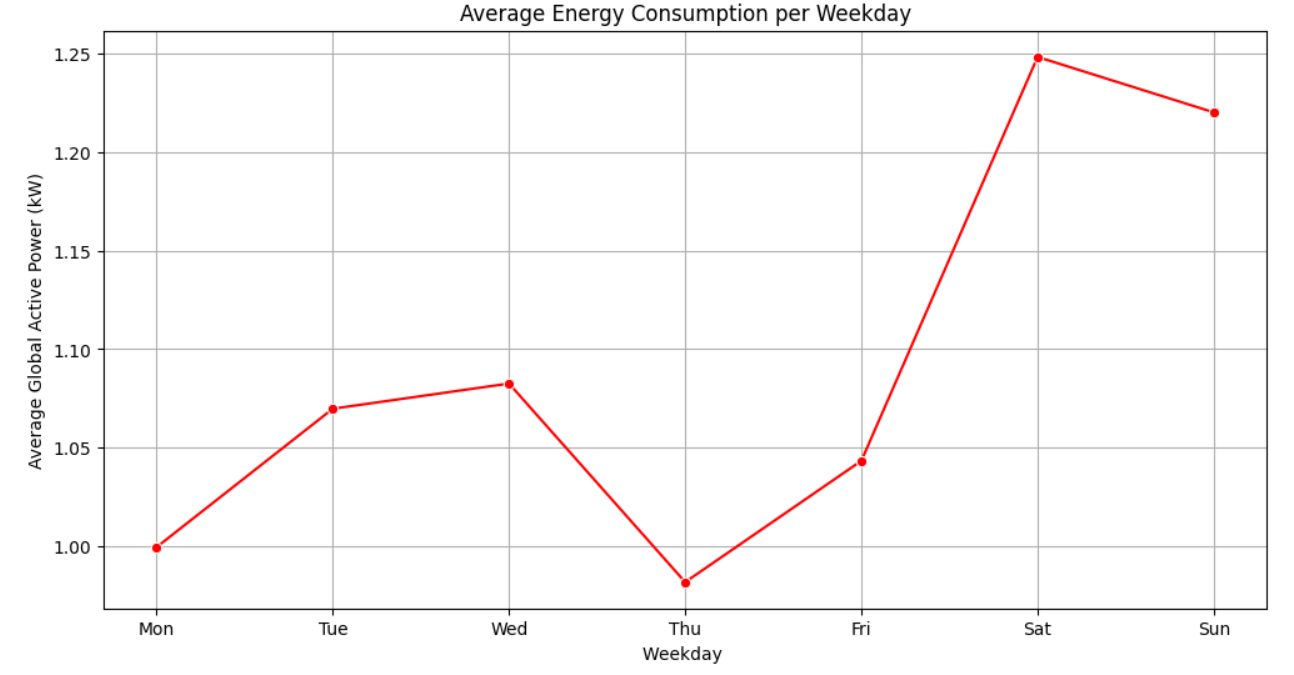 Average Energy Consumption per Weekday
Average Global Active Power (kW)
1.25
1.20
1.15
1.10
1.05
1.00
Mon Tue Wed Thu Fri Sat Sun
Weekday